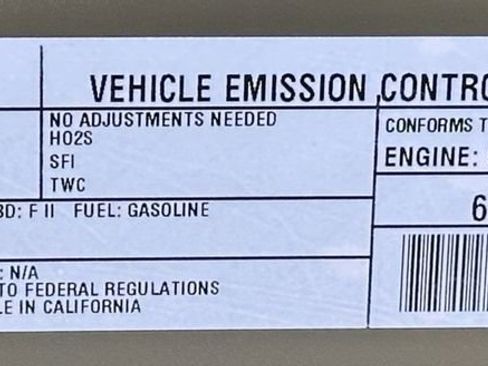 VEHICLE EMISSION CONTRO
NO ADJUSTMENTS NEEDED
HO2S
SFI
TWC
CONFORMS T
ENGINE:
6
BD: F II FUEL: GASOLINE
: N/A
TO FEDERAL REGULATIONS
LE IN CALIFORNIA